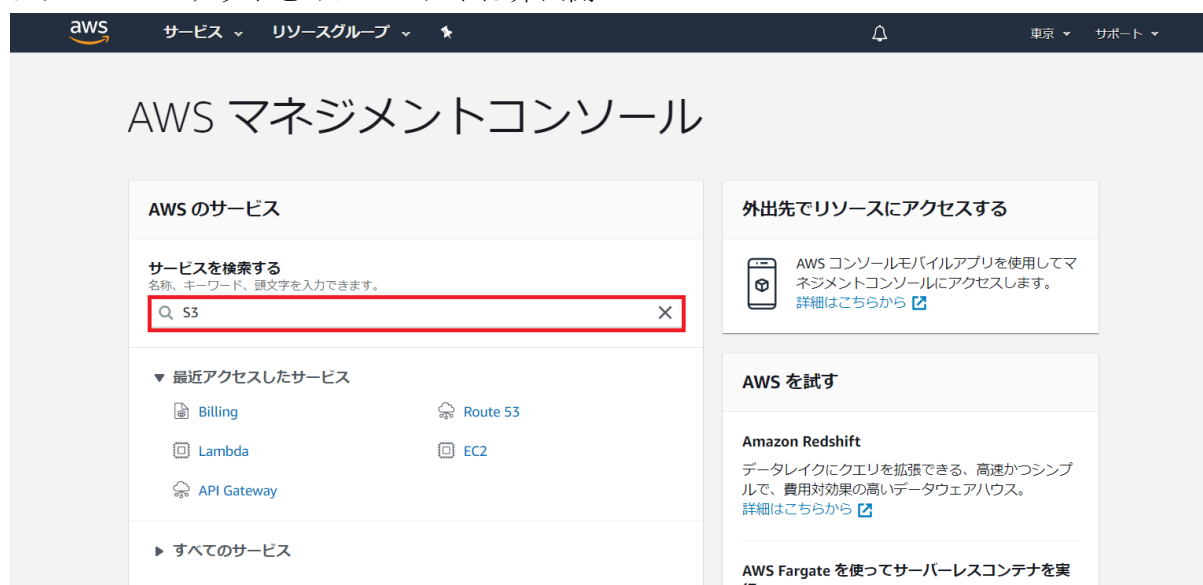 aws サービス リソースグループ 東京 サポート
AWS マネジメントコンソール
AWS のサービス
サービスを検索する
名称、キーワード、頭文字を入力できます。
S3
最近アクセスしたサービス
Billing
Route 53
Lambda
EC2
API Gateway
すべてのサービス
外出先でリソースにアクセスする
AWS コンソールモバイルアプリを使用してマ
ネジメントコンソールにアクセスします。
詳細はこちらから
AWS を試す
Amazon Redshift
データレイクにクエリを拡張できる、高速かつシンプ
ルで、費用対効果の高いデータウェアハウス。
詳細はこちらから
AWS Fargate を使ってサーバーレスコンテナを実